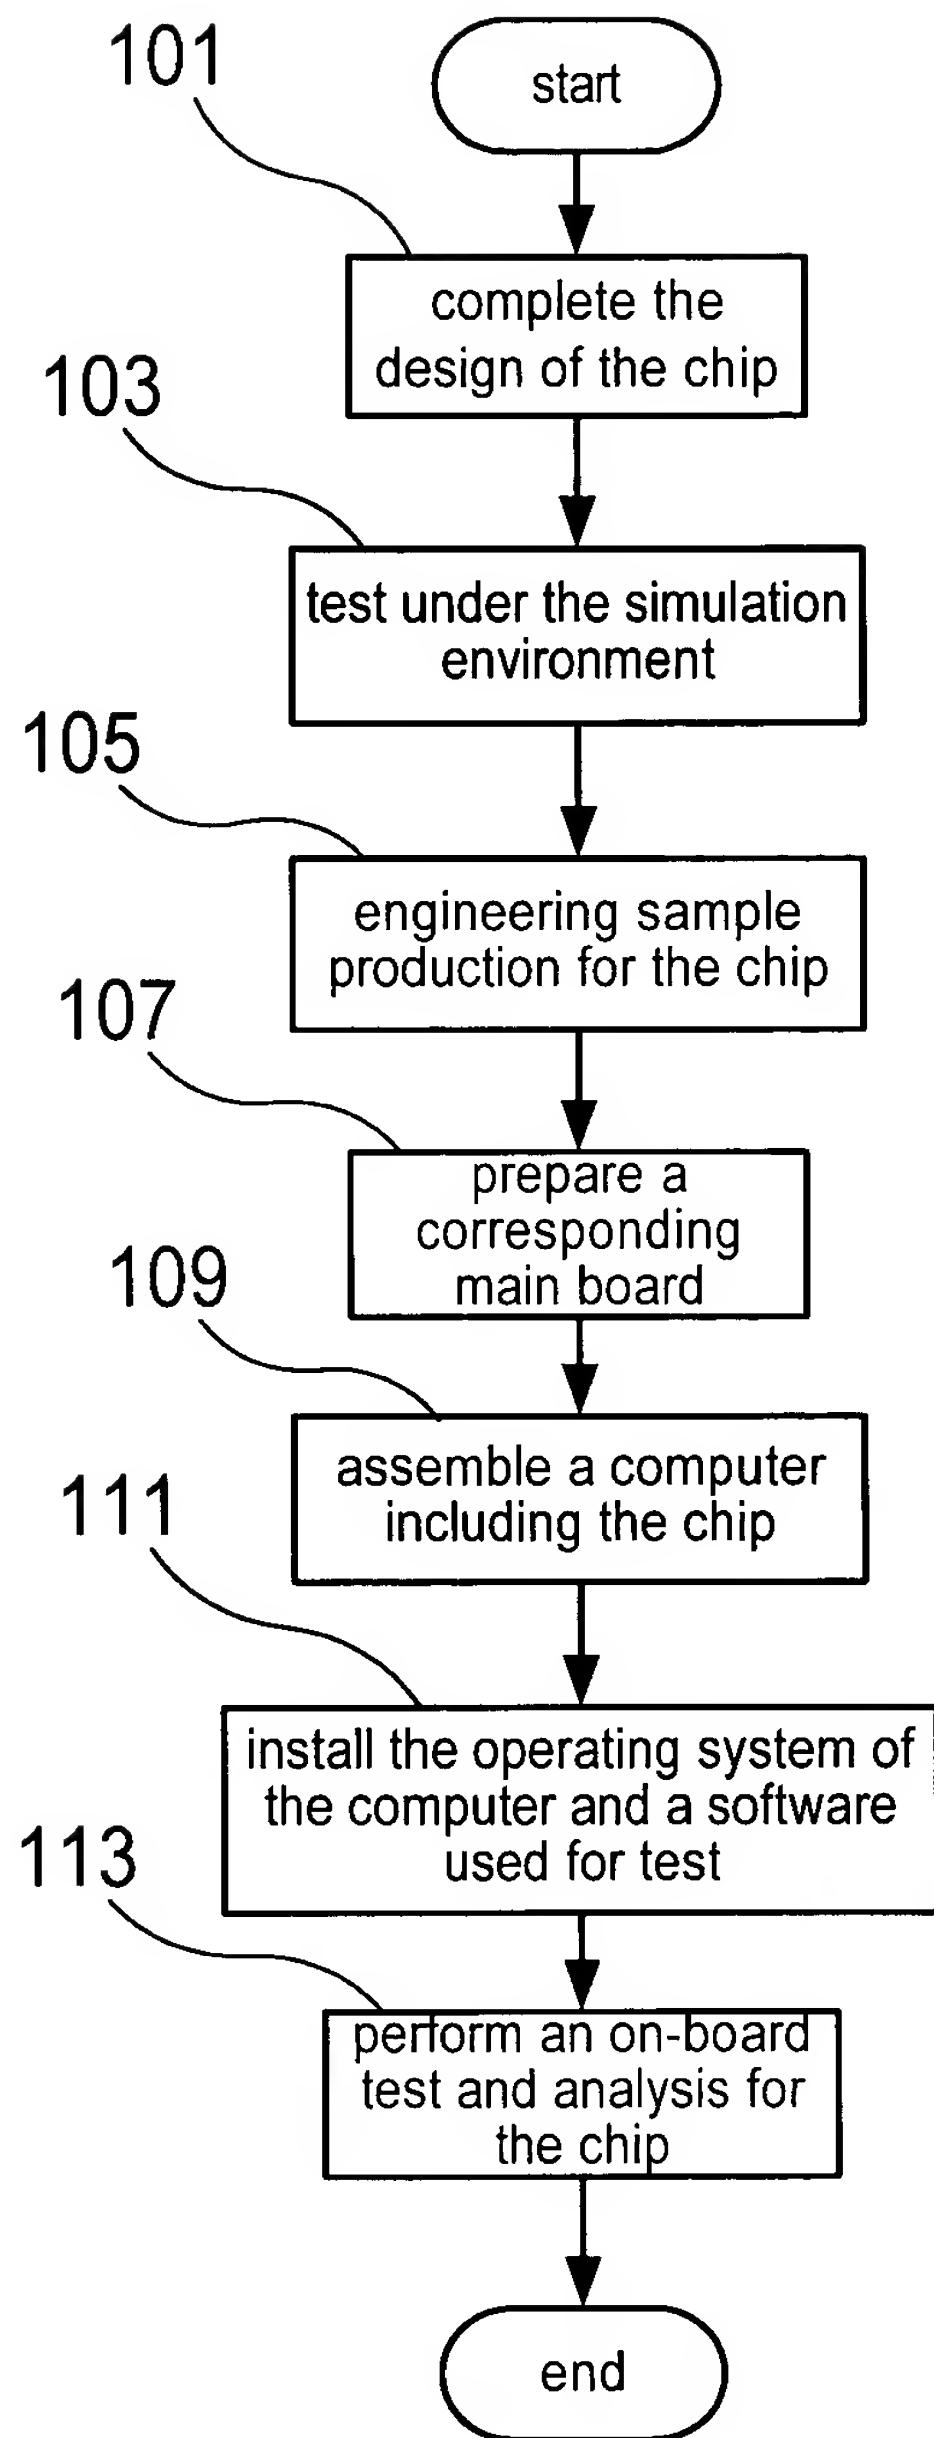 101
start
complete the
design of the chip
103
test under the simulation
environment
105
engineering sample
production for the chip
107
prepare a
corresponding
main board
109
assemble a computer
including the chip
111
install the operating system of
the computer and a software
used for test
113
perform an on-board
test and analysis for
the chip
end